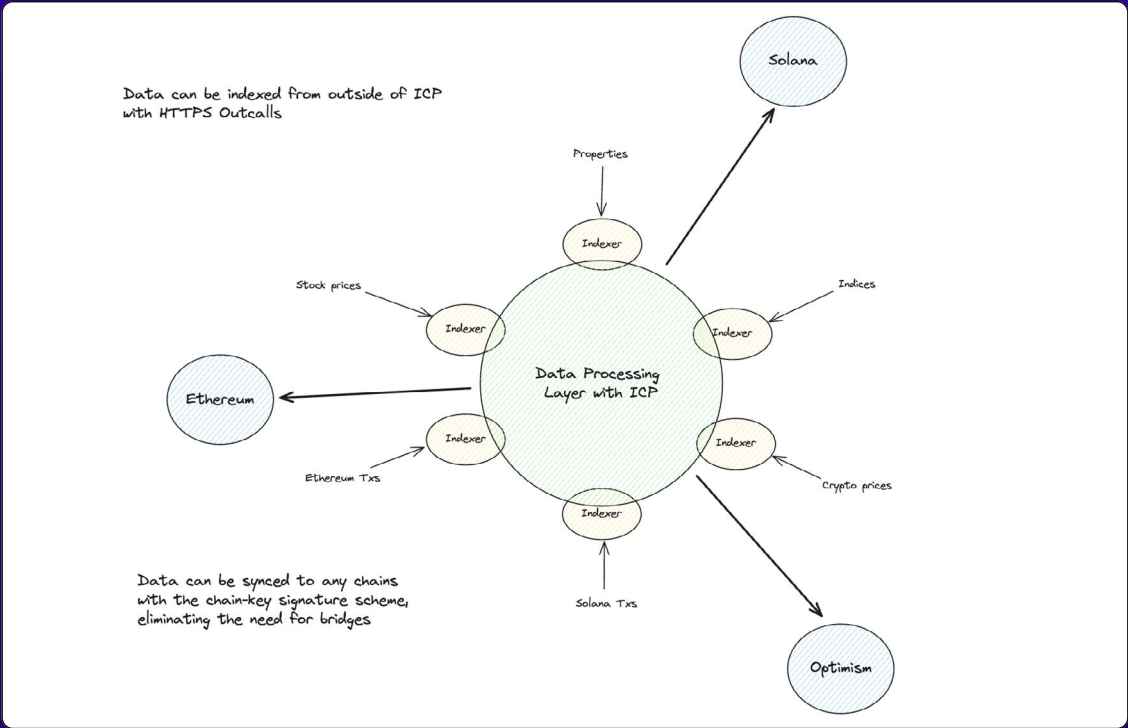 Solana
Data can be indexed from outside of ICP
with HTTPS Outcalls
Properties
Indexer
Stock prices
Indices
Indexer
Indexer
Data Processing
Layer with ICP
Ethereum
Indexer
Indexer
Ethereum Txs
Crypto prices
Indexer
Data can be synced to any chains
with the chain-key signature scheme,
eliminating the need for bridges
Solana Txs
Optimism